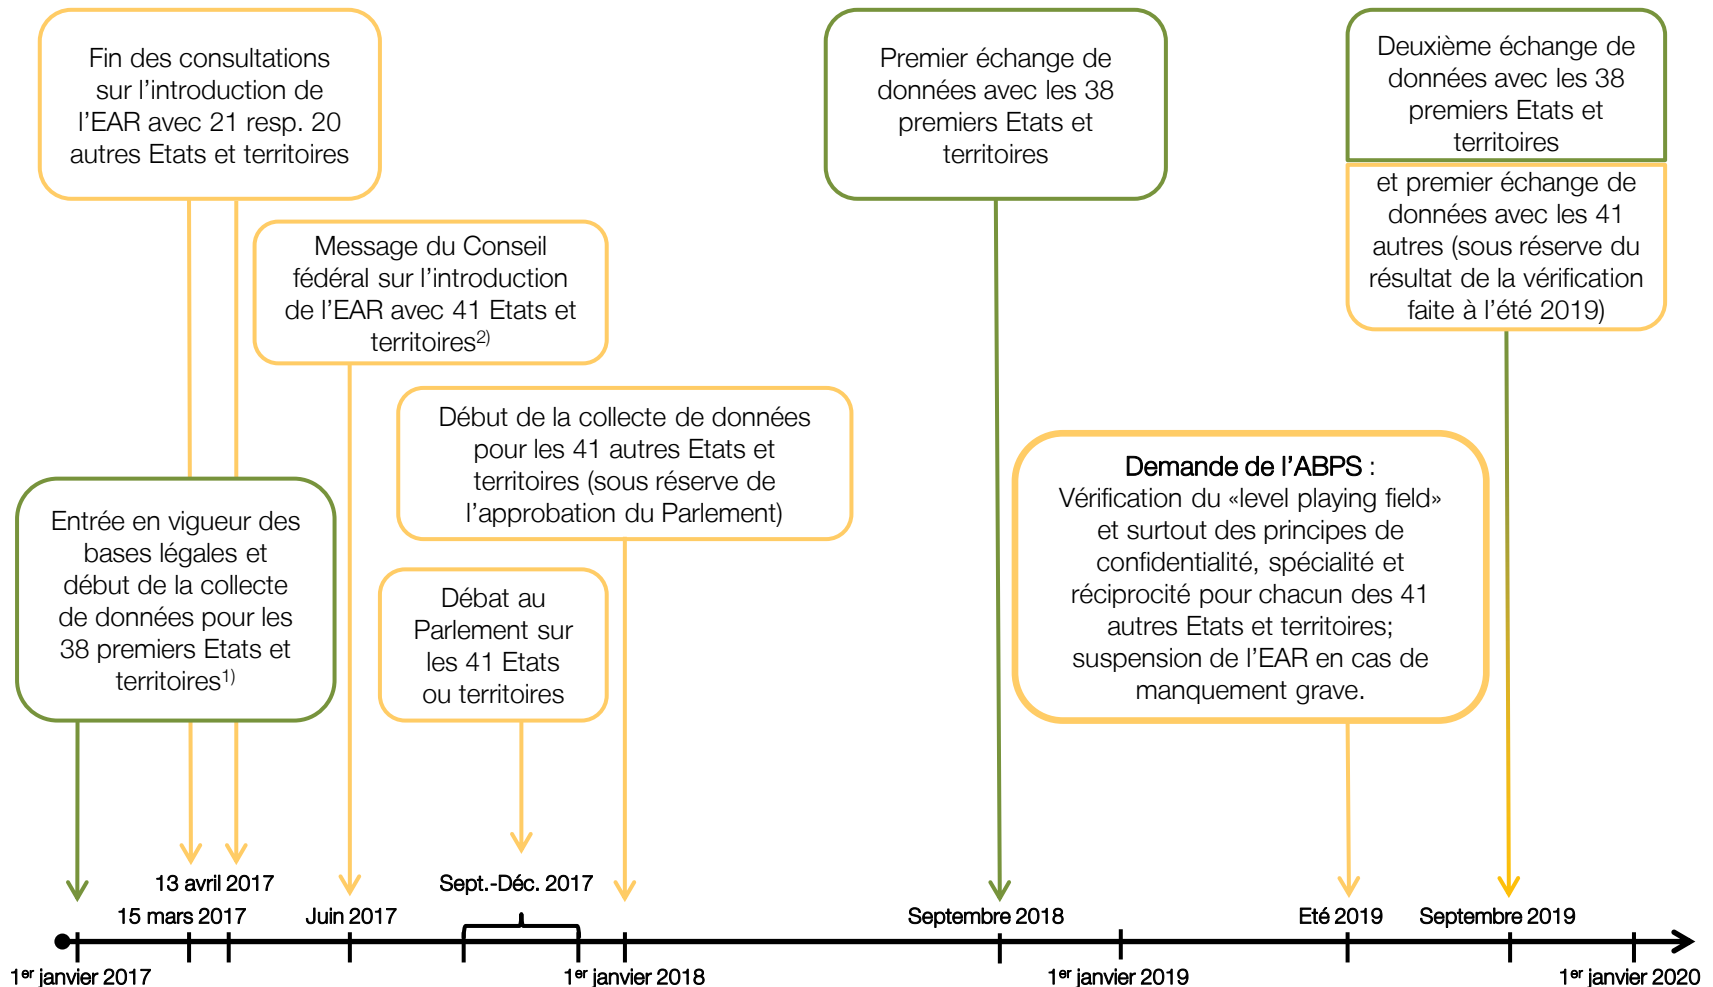 Fin des consultations
sur l'introduction de
l'EAR avec 21 resp. 20
autres Etats et territoires
Premier échange de
données avec les 38
premiers Etats et
territoires
Deuxième échange de
données avec les 38
premiers Etats et
territoires
et premier échange de
données avec les 41
autres (sous réserve du
résultat de la vérification
faite à l'été 2019)
Message du Conseil
fédéral sur l'introduction
de l'EAR avec 41 Etats et
territoires2)
Début de la collecte de données
pour les 41 autres Etats et
territoires (sous réserve de
l'approbation du Parlement)
Demande de l'ABPS :
Vérification du «level playing field»
et surtout des principes de
confidentialité, spécialité et
réciprocité pour chacun des 41
autres Etats et territoires;
suspension de l'EAR en cas de
manquement grave.
Entrée en vigueur des
bases légales et
début de la collecte
de données pour les
38 premiers Etats et
territoires1)
Débat au
Parlement sur
les 41 Etats
ou territoires
13 avril 2017
Sept.-Déc. 2017
15 mars 2017
Juin 2017
Septembre 2018
Eté 2019
Septembre 2019
1er janvier 2017
1er janvier 2018
1er janvier 2019
1er janvier 2020